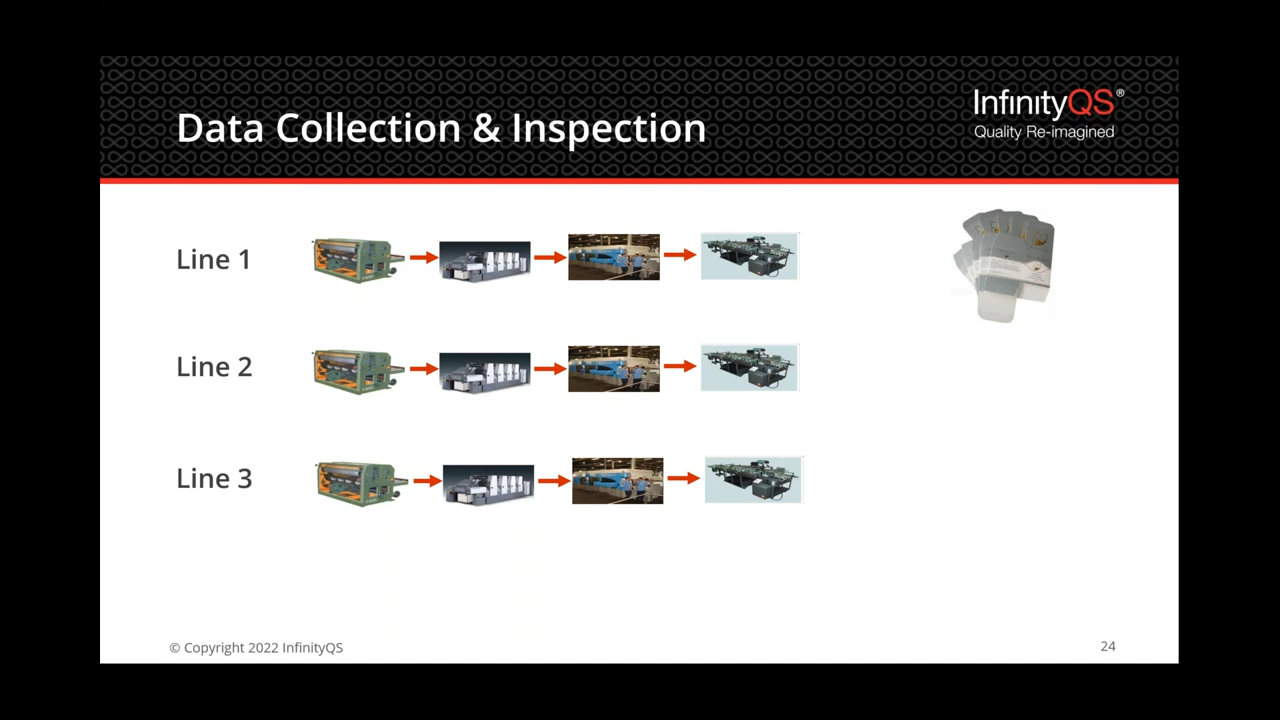 Data Collection & Inspection
InfinityQS®
Quality Re-imagined
Line 1
Line 2
Line 3
© Copyright 2022 InfinityQS
24